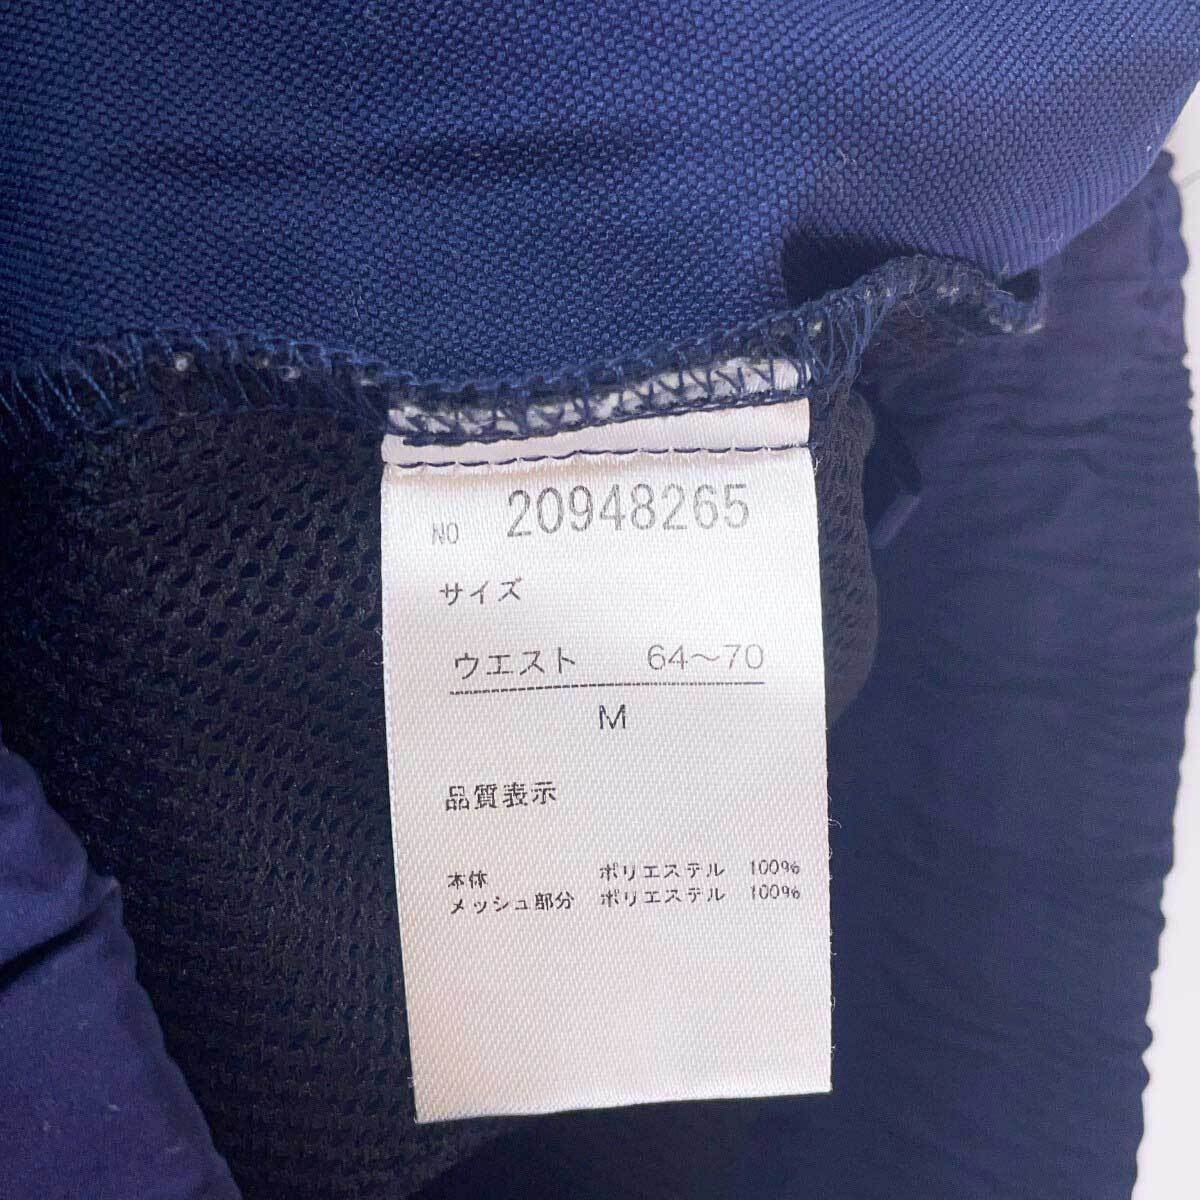 NO 20948265
サイズ
ウエスト 64〜70
M
品質表示
本体 ポリエステル 100%
メッシュ部分 ポリエステル 100%